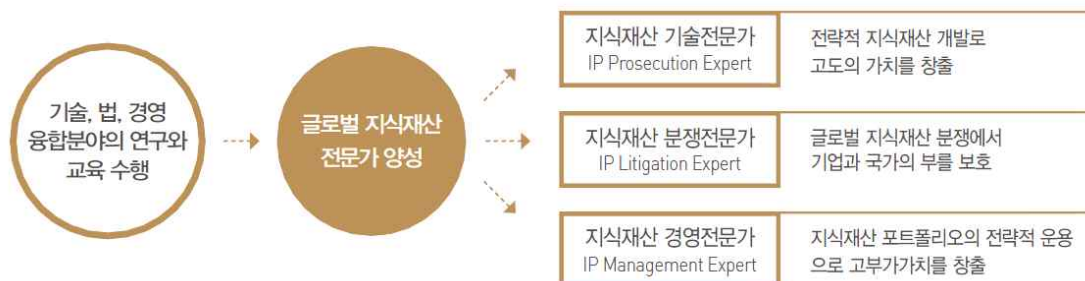 기술, 법, 경영
융합분야의 연구와
교육 수행
글로벌 지식재산
전문가 양성
지식재산 기술전문가
IP Prosecution Expert
전략적 지식재산 개발로
고도의 가치를 창출
지식재산 분쟁전문가
IP Litigation Expert
글로벌 지식재산 분쟁에서
기업과 국가의 부를 보호
지식재산 경영전문가
IP Management Expert
지식재산 포트폴리오의 전략적 운용
으로 고부가가치를 창출